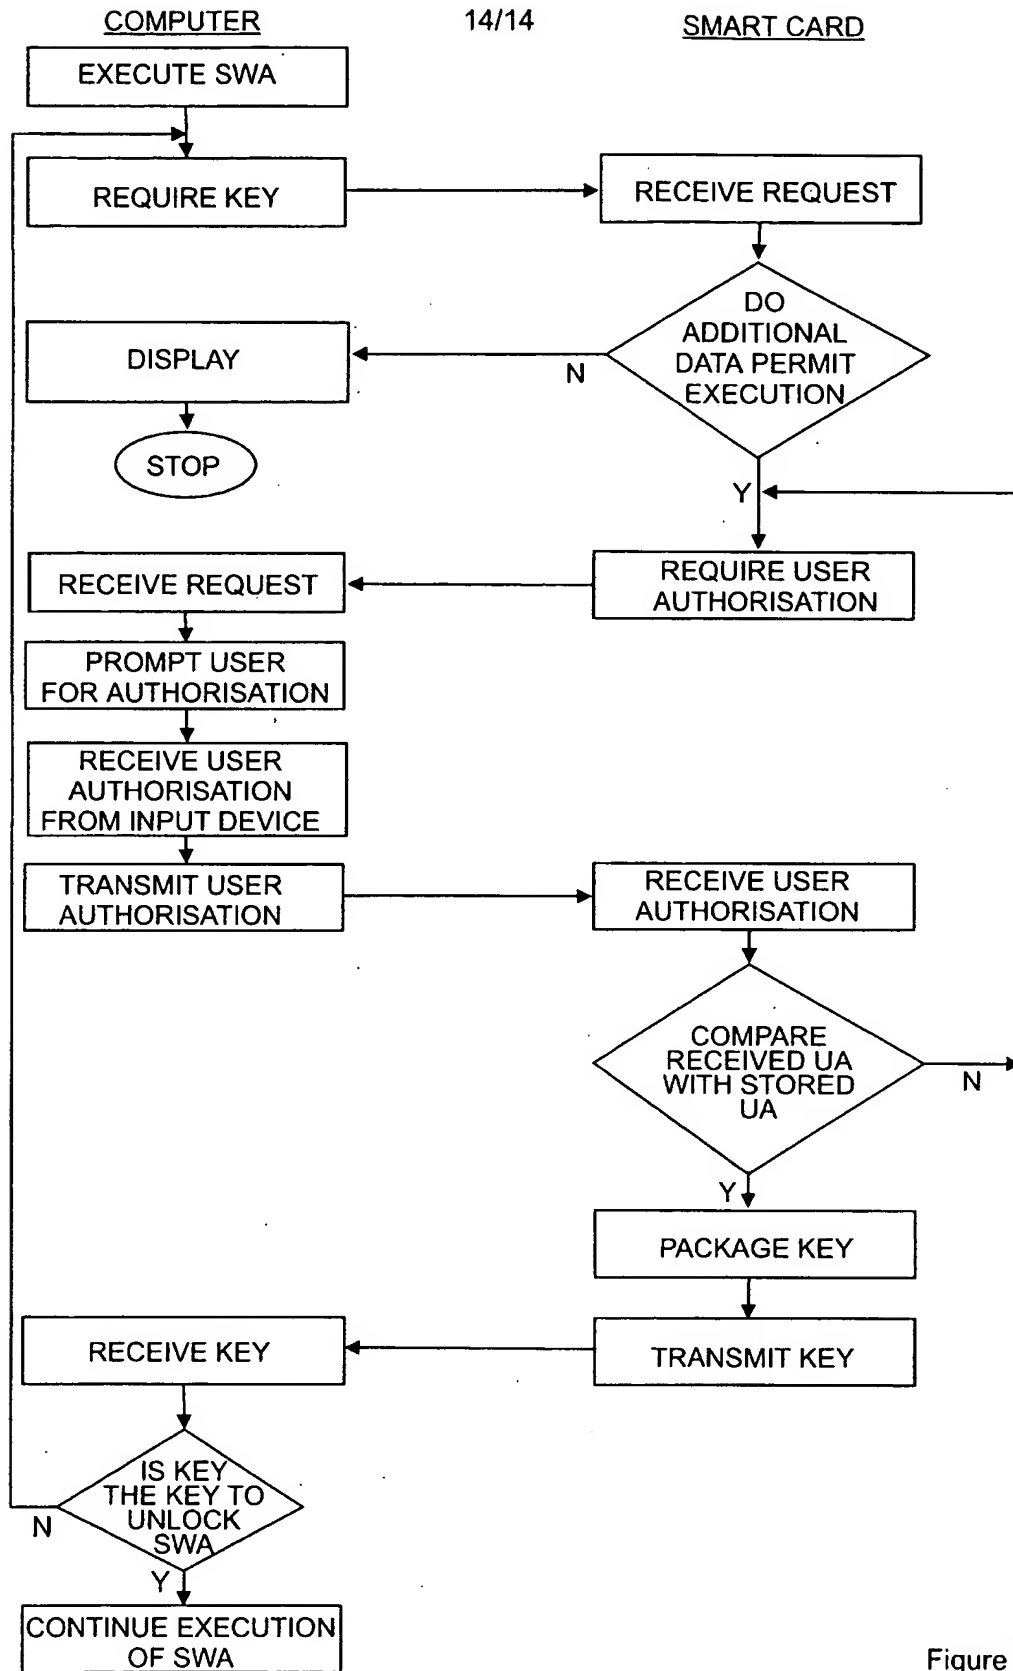 COMPUTER
14/14
SMART CARD
EXECUTE SWA
REQUIRE KEY
RECEIVE REQUEST
DO
ADDITIONAL
DATA PERMIT
EXECUTION
DISPLAY
N
STOP
Y
RECEIVE REQUEST
REQUIRE USER
AUTHORISATION
PROMPT USER
FOR AUTHORISATION
RECEIVE USER
AUTHORISATION
FROM INPUT DEVICE
TRANSMIT USER
AUTHORISATION
RECEIVE USER
AUTHORISATION
COMPARE
RECEIVED UA
WITH STORED
UA
N
Y
PACKAGE KEY
RECEIVE KEY
TRANSMIT KEY
IS KEY
THE KEY TO
UNLOCK
SWA
N
Y
CONTINUE EXECUTION
OF SWA
Figure